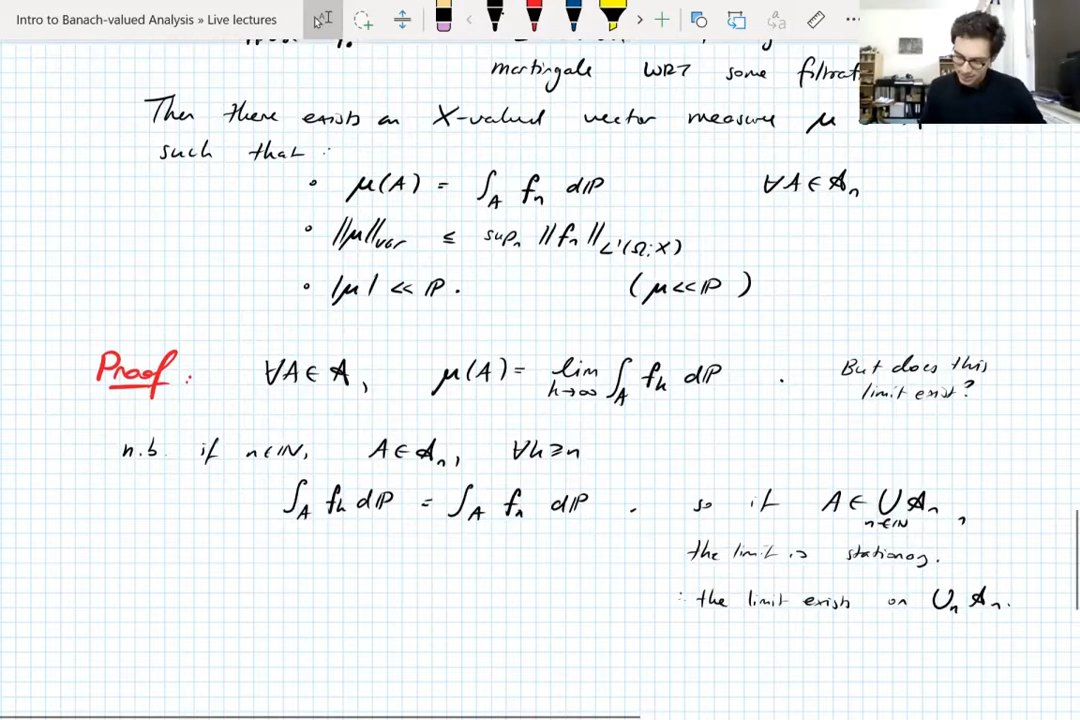 Intro to Banach-valued Analysis » Live lectures
martingale WRT some filtrat
Then there exists an X-valued vector measure μ
such that :
• μ(A) = ∫_A f_n dℙ ∀A ∈ 𝒜_n
• ‖μ‖_var ≤ sup_n ‖f_n‖_{L¹(Ω;X)}
• |μ| << ℙ. (μ << ℙ)
Proof: ∀A ∈ 𝒜, μ(A) = lim_{k→∞} ∫_A f_k dℙ . But does this
limit exist?
n.b. if n ∈ ℕ, A ∈ 𝒜_n, ∀k ≥ n
∫_A f_k dℙ = ∫_A f_n dℙ . so if A ∈ ⋃_{n∈ℕ} 𝒜_n ,
the limit is stationary.
∴ the limit exists on ⋃_n 𝒜_n.